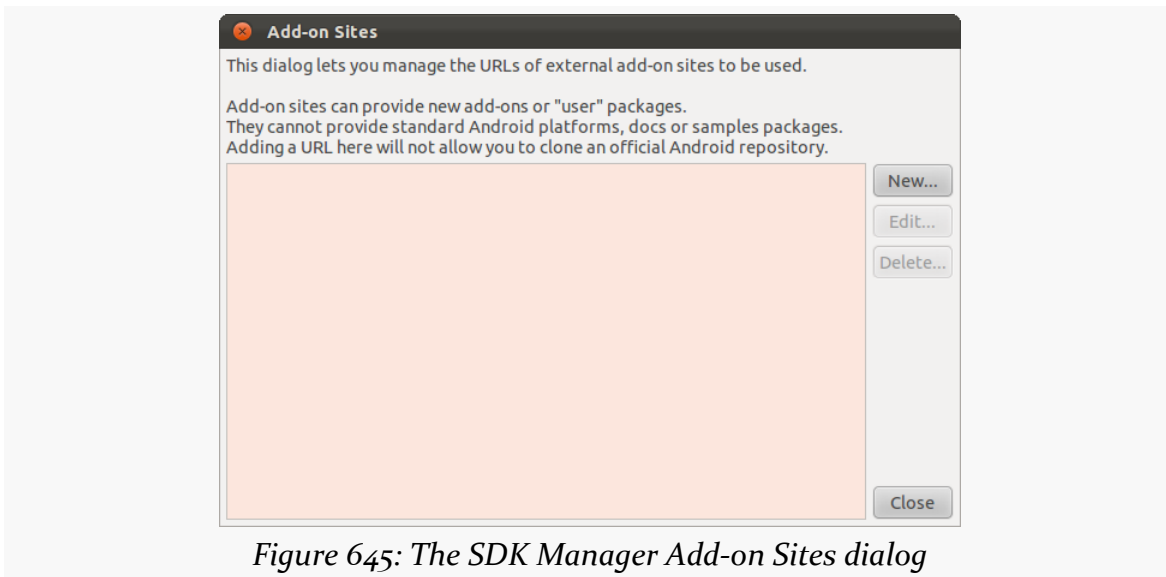 Add-on Sites
This dialog lets you manage the URLs of external add-on sites to be used.
Add-on sites can provide new add-ons or "user" packages.
They cannot provide standard Android platforms, docs or samples packages.
Adding a URL here will not allow you to clone an official Android repository.
New...
Edit...
Delete...
Close
Figure 645: The SDK Manager Add-on Sites dialog